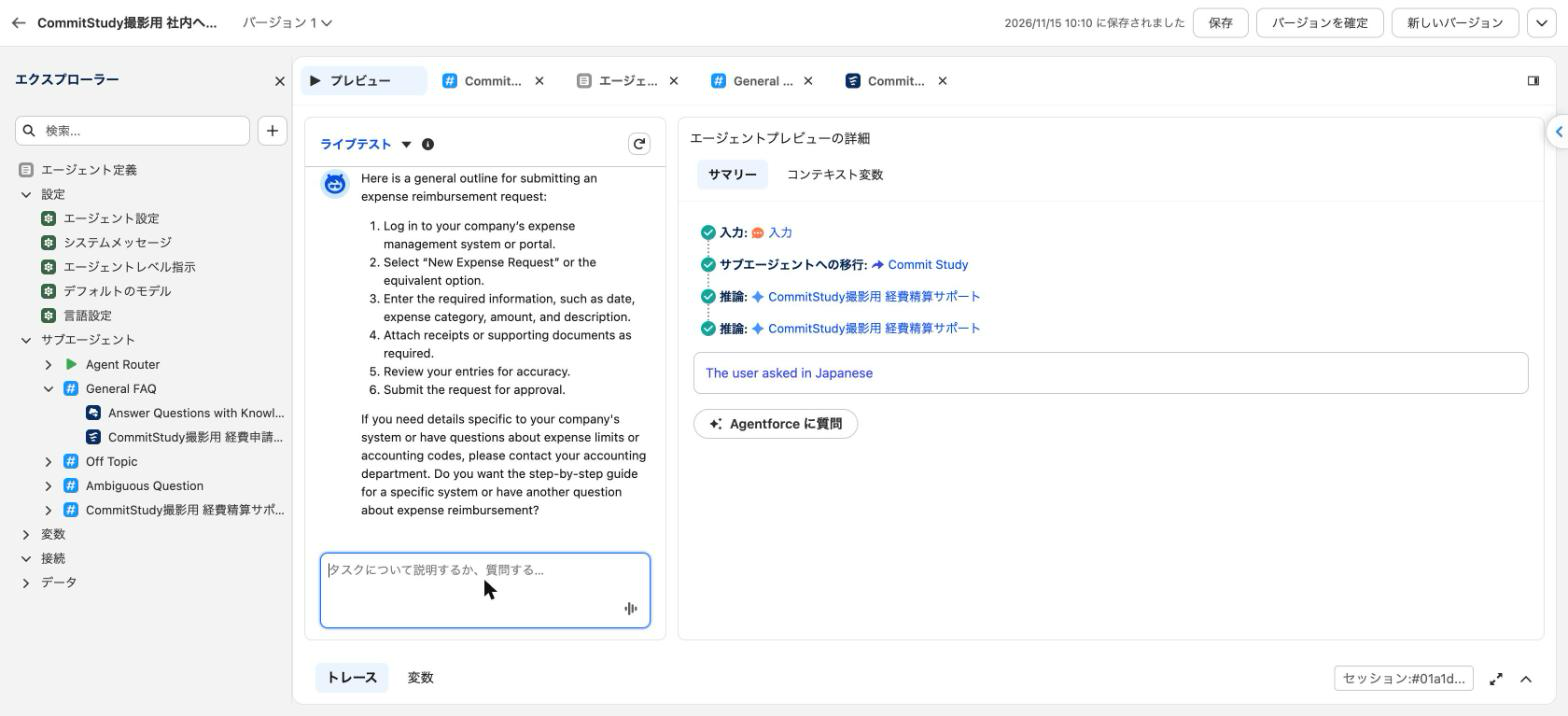 CommitStudy撮影用 社内ヘ... バージョン 1
2026/11/15 10:10 に保存されました 保存 バージョンを確定 新しいバージョン
エクスプローラー
検索...
エージェント定義
設定
エージェント設定
システムメッセージ
エージェントレベル指示
デフォルトのモデル
言語設定
サブエージェント
Agent Router
General FAQ
Answer Questions with Knowl...
CommitStudy撮影用 経費申請...
Off Topic
Ambiguous Question
CommitStudy撮影用 経費精算サポ...
変数
接続
データ
プレビュー Commit... エージェ... General ... Commit...
ライブテスト
Here is a general outline for submitting an
expense reimbursement request:
1. Log in to your company's expense
management system or portal.
2. Select “New Expense Request” or the
equivalent option.
3. Enter the required information, such as date,
expense category, amount, and description.
4. Attach receipts or supporting documents as
required.
5. Review your entries for accuracy.
6. Submit the request for approval.
If you need details specific to your company's
system or have questions about expense limits or
accounting codes, please contact your accounting
department. Do you want the step-by-step guide
for a specific system or have another question
about expense reimbursement?
タスクについて説明するか、質問する...
エージェントプレビューの詳細
サマリー コンテキスト変数
入力: 入力
サブエージェントへの移行: Commit Study
推論: CommitStudy撮影用 経費精算サポート
推論: CommitStudy撮影用 経費精算サポート
The user asked in Japanese
Agentforce に質問
トレース 変数
セッション:#01a1d...